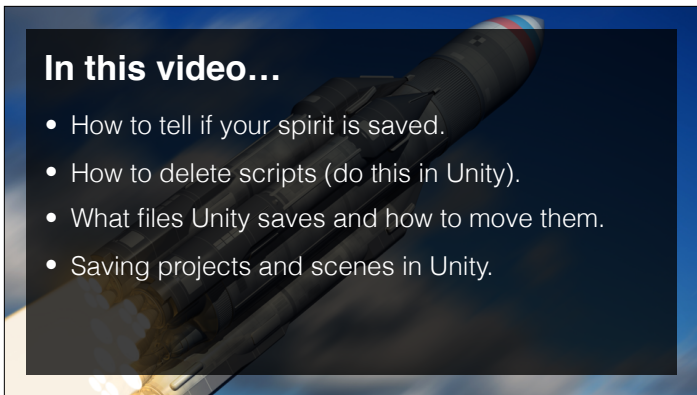 In this video…
• How to tell if your spirit is saved.
• How to delete scripts (do this in Unity).
• What files Unity saves and how to move them.
• Saving projects and scenes in Unity.